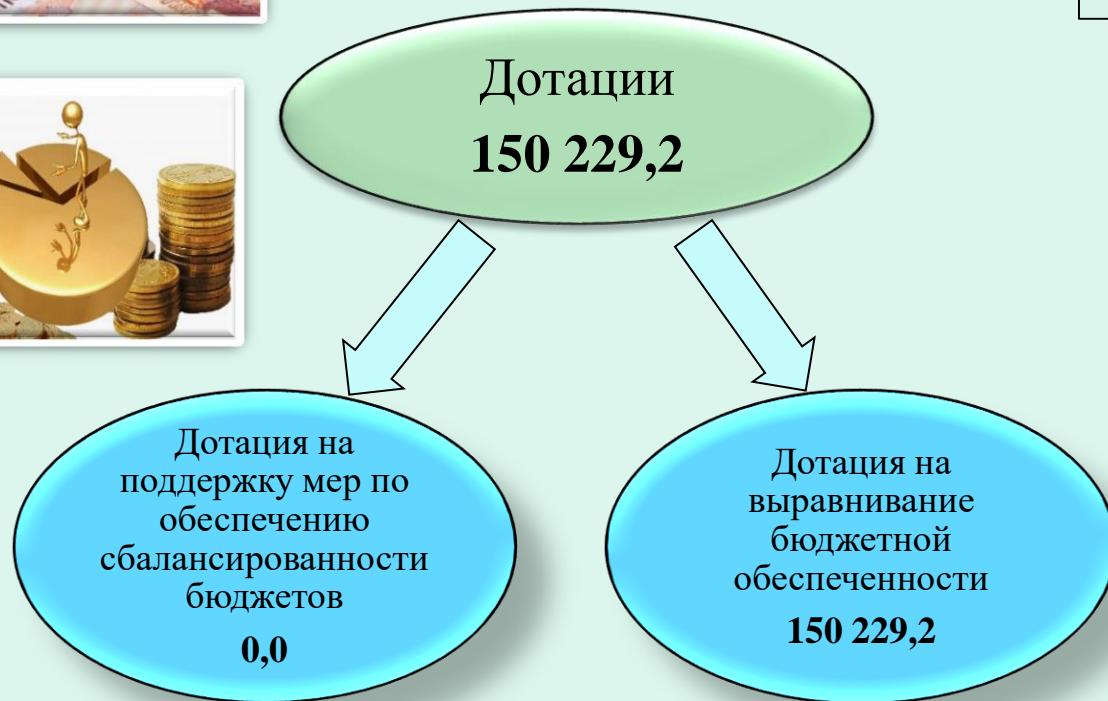 Дотации
150 229,2
Дотация на
поддержку мер по
обеспечению
сбалансированности
бюджетов
0,0
Дотация на
выравнивание
бюджетной
обеспеченности
150 229,2